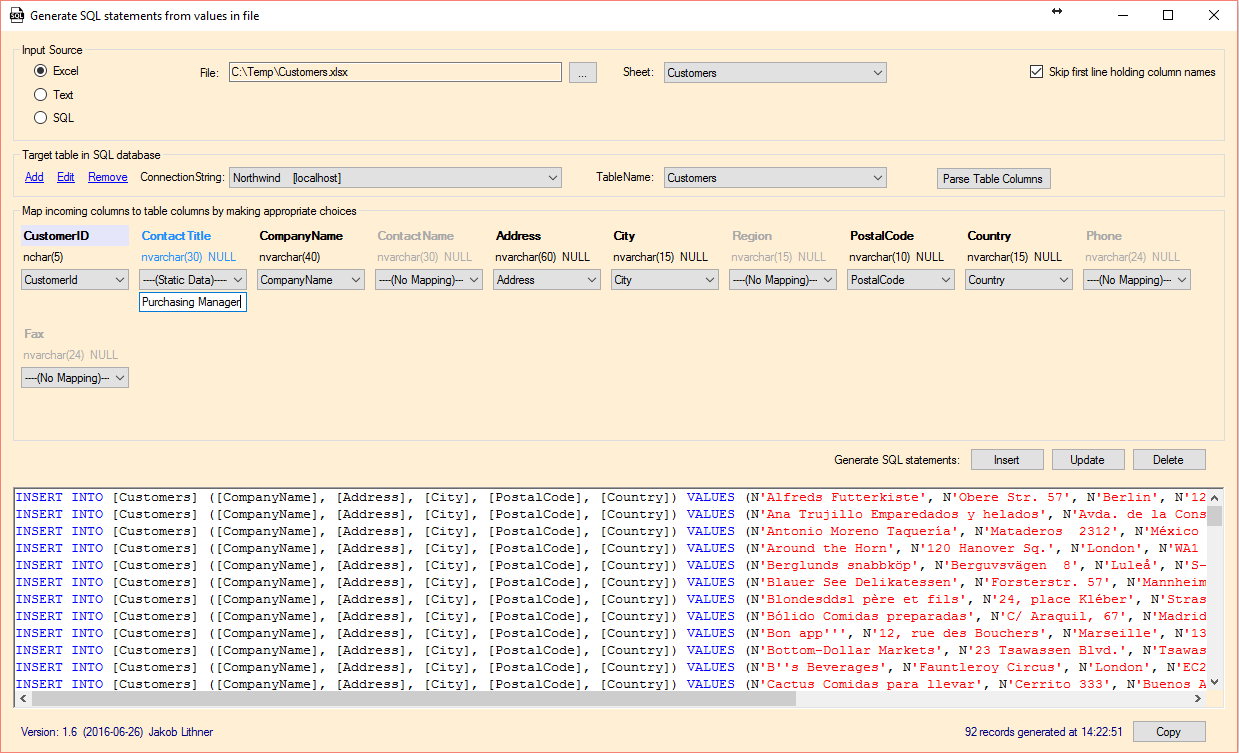 Generate SQL statements from values in file
Input Source
Excel File: C:\Temp\Customers.xlsx ... Sheet: Customers Skip first line holding column names
Text
SQL
Target table in SQL database
Add Edit Remove ConnectionString: Northwind [localhost] TableName: Customers Parse Table Columns
Map incoming columns to table columns by making appropriate choices
CustomerID ContactTitle CompanyName ContactName Address City Region PostalCode Country Phone
nchar(5) nvarchar(30) NULL nvarchar(40) nvarchar(30) NULL nvarchar(60) NULL nvarchar(15) NULL nvarchar(15) NULL nvarchar(10) NULL nvarchar(15) NULL nvarchar(24) NULL
CustomerId ----(Static Data)---- CompanyName ----(No Mapping)--- Address City ----(No Mapping)--- PostalCode Country ----(No Mapping)---
Purchasing Manager
Fax
nvarchar(24) NULL
----(No Mapping)---
Generate SQL statements: Insert Update Delete
INSERT INTO [Customers] ([CompanyName], [Address], [City], [PostalCode], [Country]) VALUES (N'Alfreds Futterkiste', N'Obere Str. 57', N'Berlin', N'12
INSERT INTO [Customers] ([CompanyName], [Address], [City], [PostalCode], [Country]) VALUES (N'Ana Trujillo Emparedados y helados', N'Avda. de la Cons
INSERT INTO [Customers] ([CompanyName], [Address], [City], [PostalCode], [Country]) VALUES (N'Antonio Moreno Taquería', N'Mataderos  2312', N'México
INSERT INTO [Customers] ([CompanyName], [Address], [City], [PostalCode], [Country]) VALUES (N'Around the Horn', N'120 Hanover Sq.', N'London', N'WA1
INSERT INTO [Customers] ([CompanyName], [Address], [City], [PostalCode], [Country]) VALUES (N'Berglunds snabbköp', N'Berguvsvägen  8', N'Luleå', N'S-
INSERT INTO [Customers] ([CompanyName], [Address], [City], [PostalCode], [Country]) VALUES (N'Blauer See Delikatessen', N'Forsterstr. 57', N'Mannheim
INSERT INTO [Customers] ([CompanyName], [Address], [City], [PostalCode], [Country]) VALUES (N'Blondesddsl père et fils', N'24, place Kléber', N'Stras
INSERT INTO [Customers] ([CompanyName], [Address], [City], [PostalCode], [Country]) VALUES (N'Bólido Comidas preparadas', N'C/ Araquil, 67', N'Madrid
INSERT INTO [Customers] ([CompanyName], [Address], [City], [PostalCode], [Country]) VALUES (N'Bon app''', N'12, rue des Bouchers', N'Marseille', N'13
INSERT INTO [Customers] ([CompanyName], [Address], [City], [PostalCode], [Country]) VALUES (N'Bottom-Dollar Markets', N'23 Tsawassen Blvd.', N'Tsawas
INSERT INTO [Customers] ([CompanyName], [Address], [City], [PostalCode], [Country]) VALUES (N'B''s Beverages', N'Fauntleroy Circus', N'London', N'EC2
INSERT INTO [Customers] ([CompanyName], [Address], [City], [PostalCode], [Country]) VALUES (N'Cactus Comidas para llevar', N'Cerrito 333', N'Buenos A
Version: 1.6 (2016-06-26) Jakob Lithner 92 records generated at 14:22:51 Copy